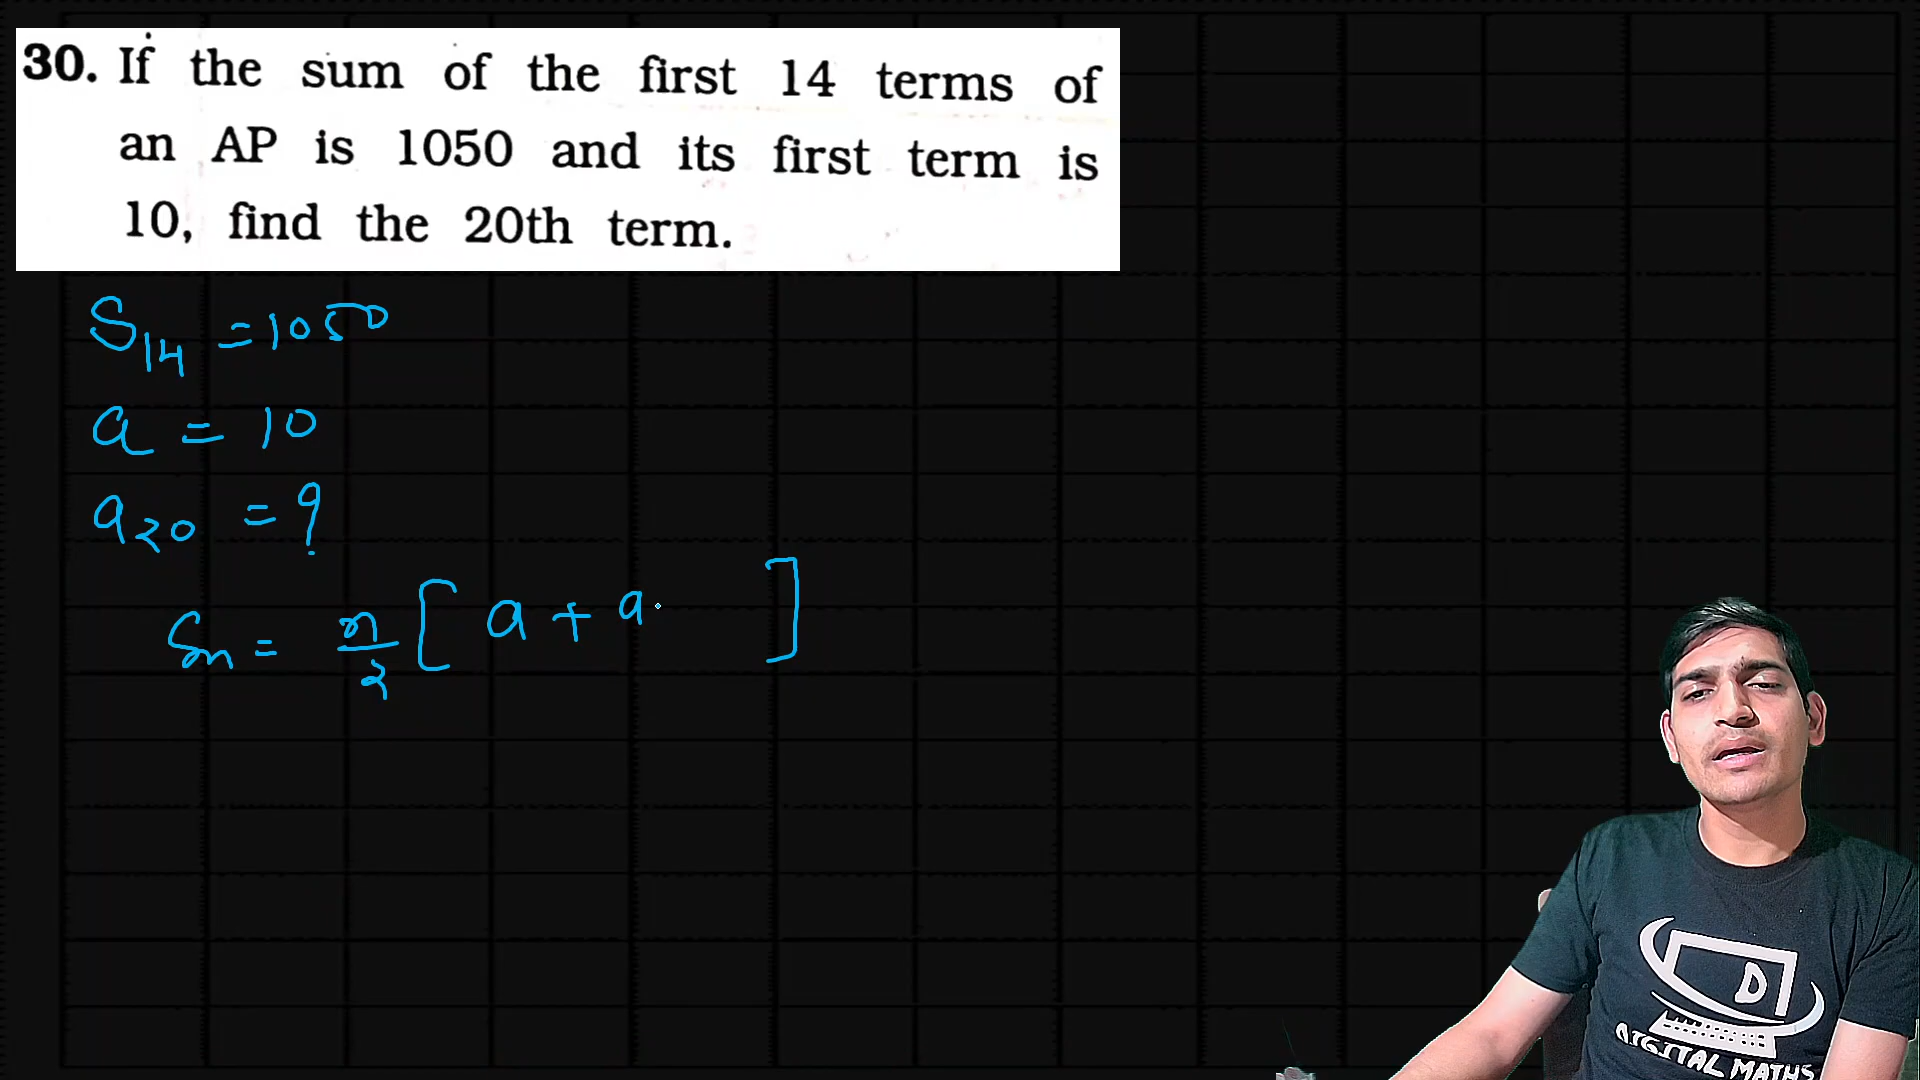 30. If the sum of the first 14 terms of
an AP is 1050 and its first term is
10, find the 20th term.
S14 = 1050
a = 10
a20 = ?
Sn = n/2 [ a + a ]
D
DIGITAL MATHS